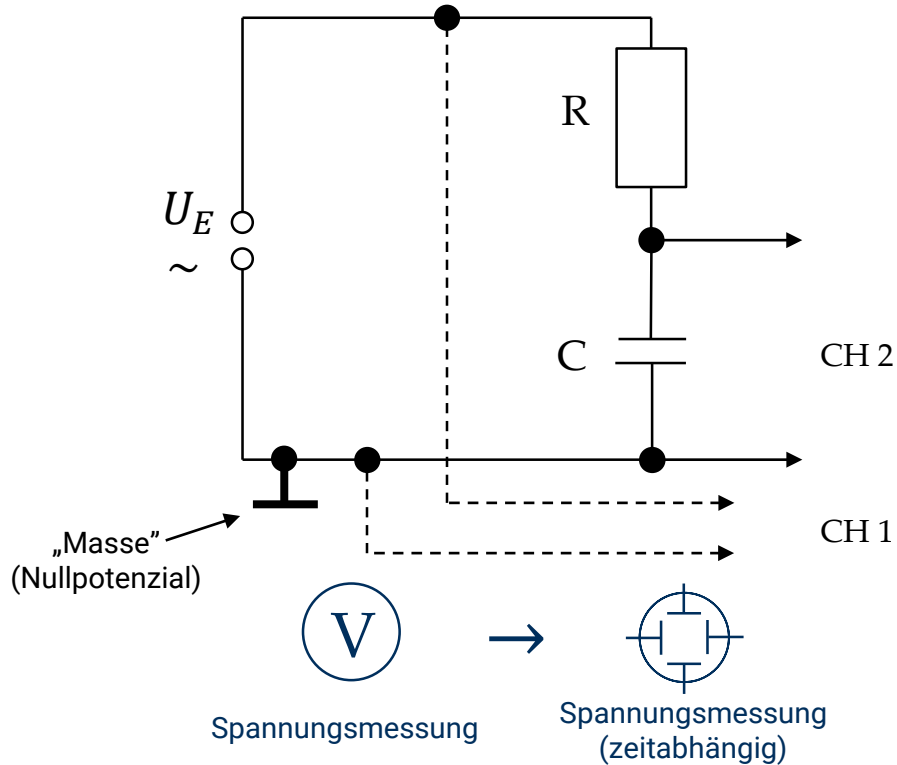 R
U_E
~
C
CH 2
„Masse”
(Nullpotenzial)
CH 1
V
→
Spannungsmessung
Spannungsmessung
(zeitabhängig)